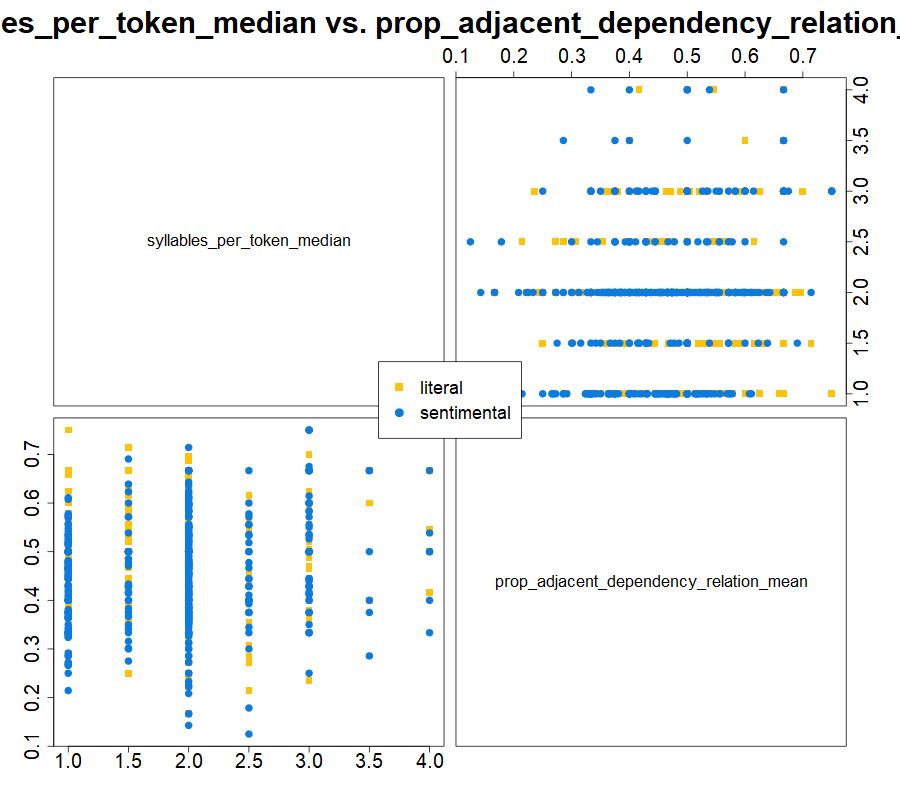 es_per_token_median vs. prop_adjacent_dependency_relation_
0.1 0.2 0.3 0.4 0.5 0.6 0.7
syllables_per_token_median
4.0
3.5
3.0
2.5
2.0
1.5
1.0
literal
sentimental
0.7
0.6
0.5
0.4
0.3
0.2
0.1
prop_adjacent_dependency_relation_mean
1.0 1.5 2.0 2.5 3.0 3.5 4.0